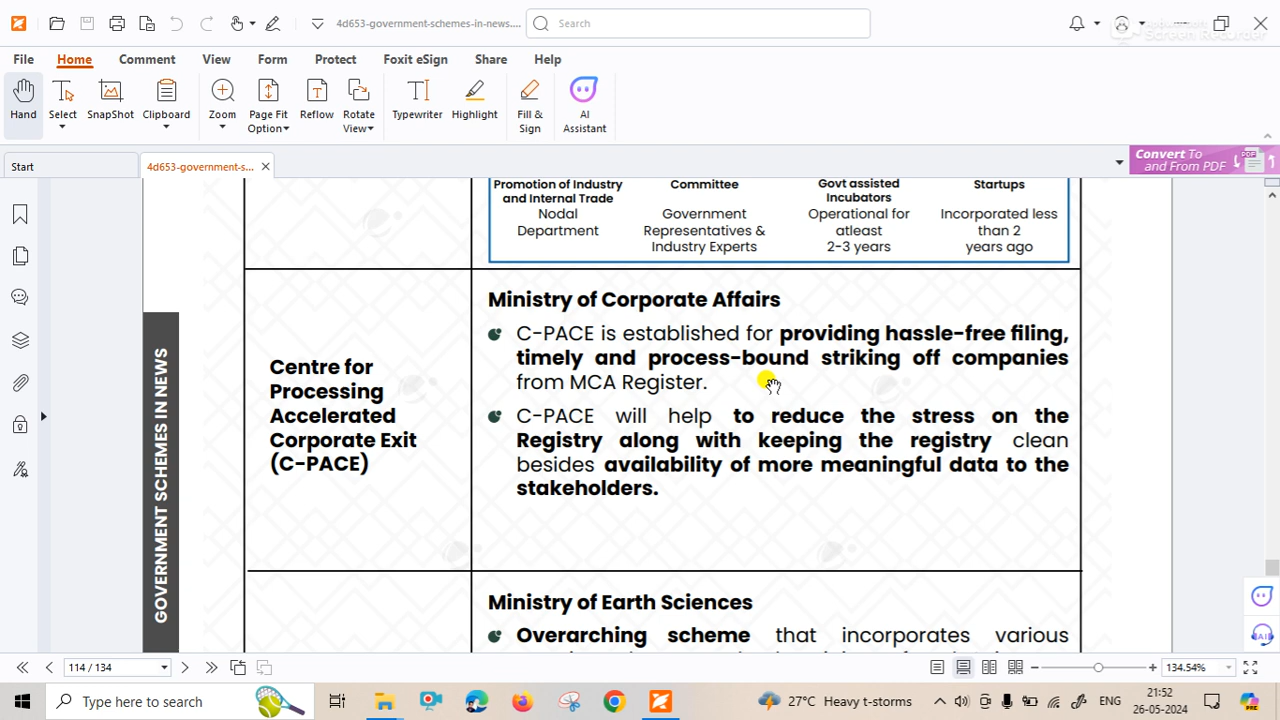 4d653-government-schemes-in-news....
Search
Screen Recorder
File
Home
Comment
View
Form
Protect
Foxit eSign
Share
Help
Hand
Select
SnapShot
Clipboard
Zoom
Page Fit
Option
Reflow
Rotate
View
Typewriter
Highlight
Fill &
Sign
AI
Assistant
Start
4d653-government-s...
Convert To
and From PDF
Promotion of Industry
and Internal Trade
Nodal
Department
Committee
Government
Representatives &
Industry Experts
Govt assisted
Incubators
Operational for
atleast
2-3 years
Startups
Incorporated less
than 2
years ago
GOVERNMENT SCHEMES IN NEWS
Centre for
Processing
Accelerated
Corporate Exit
(C-PACE)
Ministry of Corporate Affairs
C-PACE is established for providing hassle-free filing,
timely and process-bound striking off companies
from MCA Register.
C-PACE will help to reduce the stress on the
Registry along with keeping the registry clean
besides availability of more meaningful data to the
stakeholders.
Ministry of Earth Sciences
Overarching scheme that incorporates various
114 / 134
134.54%
Type here to search
27°C Heavy t-storms
ENG
21:52
26-05-2024